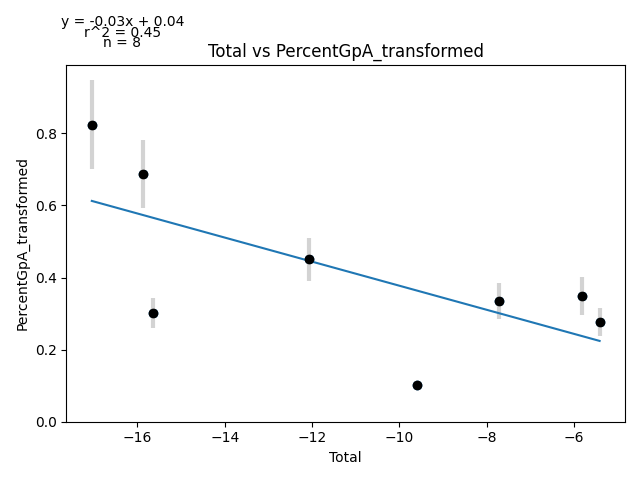 y = -0.03x + 0.04
r^2 = 0.45
n = 8
Total vs PercentGpA_transformed
PercentGpA_transformed
0.8
0.6
0.4
0.2
0.0
−16
−14
−12
−10
−8
−6
Total